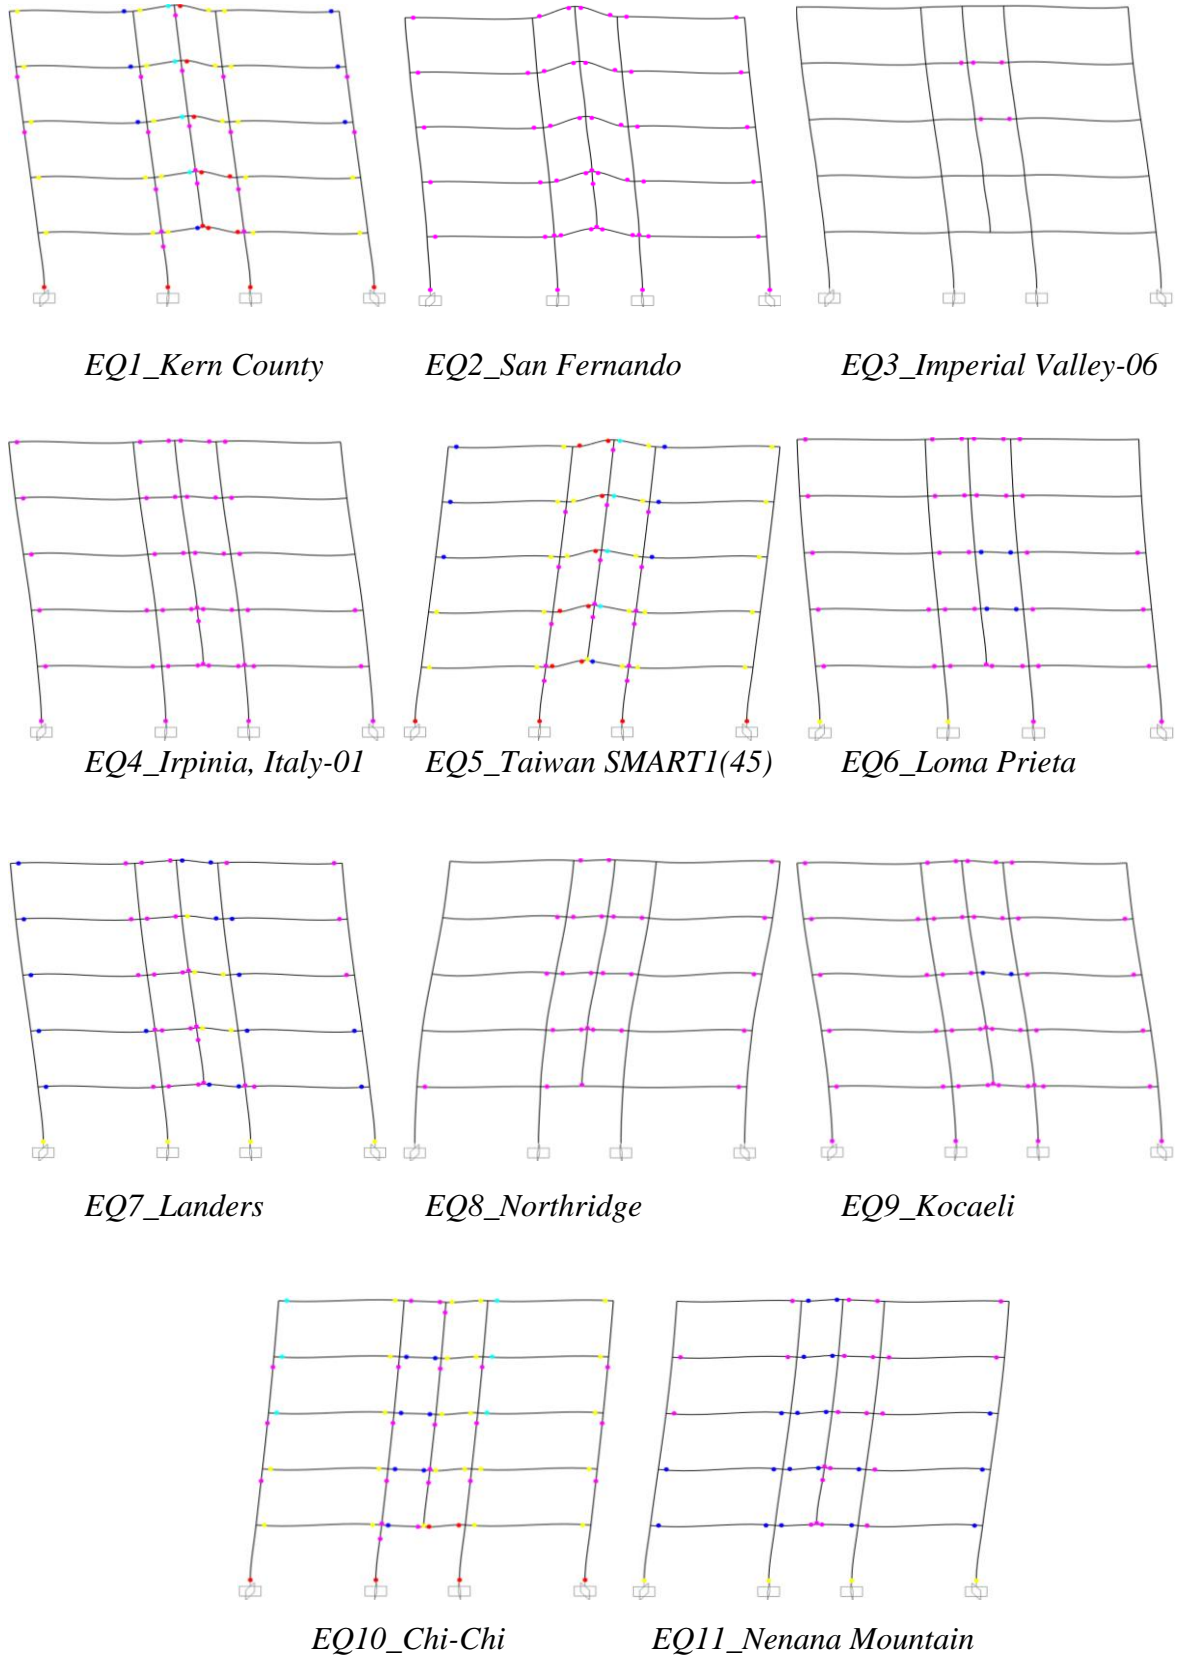 EQ1_Kern County EQ2_San Fernando EQ3_Imperial Valley-06
EQ4_Irpinia, Italy-01 EQ5_Taiwan SMART1(45) EQ6_Loma Prieta
EQ7_Landers EQ8_Northridge EQ9_Kocaeli
EQ10_Chi-Chi EQ11_Nenana Mountain